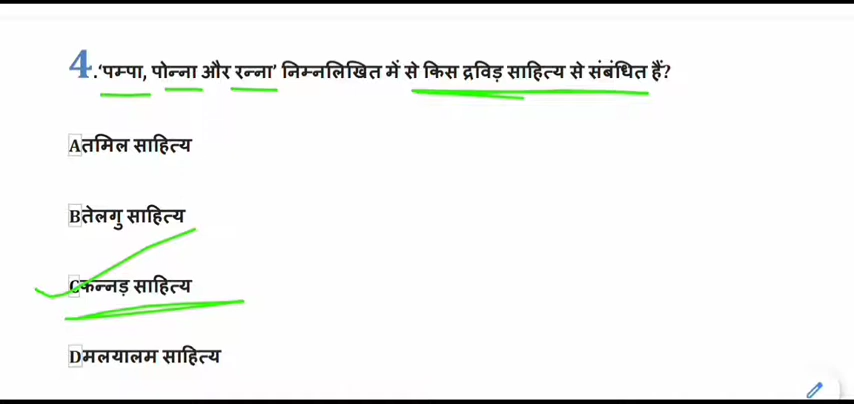 4.'पम्पा, पोन्ना और रन्ना' निम्नलिखित में से किस द्रविड़ साहित्य से संबंधित हैं?
Aतमिल साहित्य
Bतेलगु साहित्य
Cकन्नड़ साहित्य
Dमलयालम साहित्य